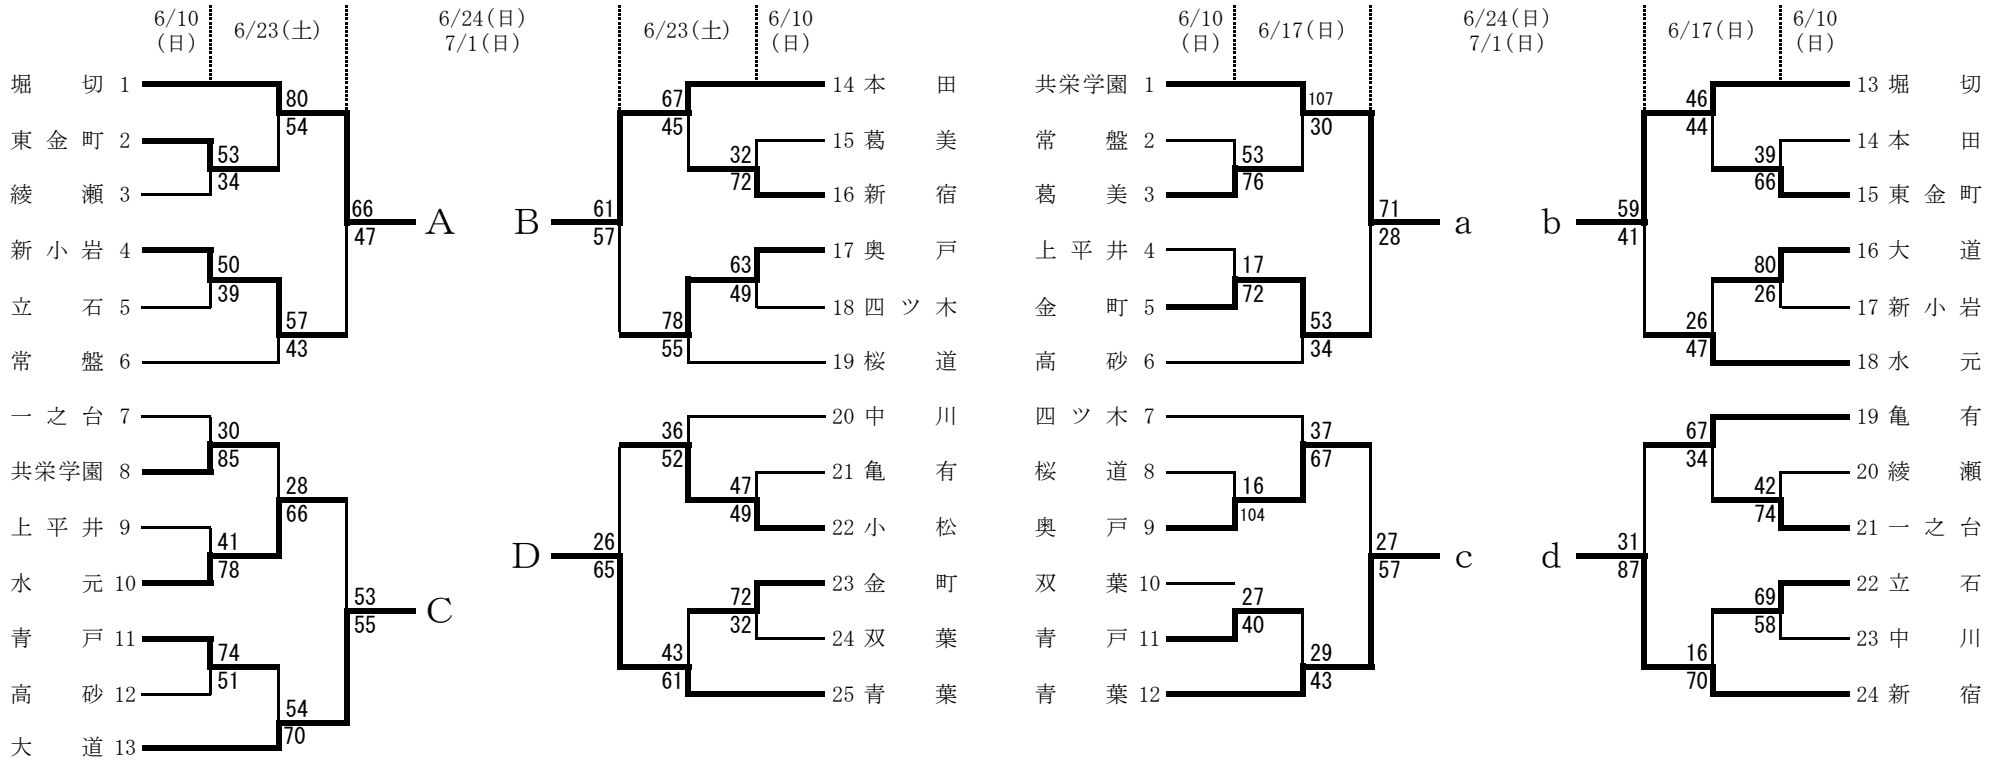 6/10
(日)
6/23(土)
6/24(日)
7/1(日)
6/23(土)
6/10
(日)
堀切 1
東金町 2
綾瀬 3
新小岩 4
立石 5
常盤 6
80
54
53
34
50
39
57
43
66
47
A
一之台 7
共栄学園 8
上平井 9
水元 10
青戸 11
高砂 12
大道 13
30
85
28
66
41
78
74
51
54
70
53
55
C
14 本田
15 葛美
16 新宿
17 奥戸
18 四ツ木
19 桜道
67
45
32
72
63
49
78
55
61
57
B
20 中川
21 亀有
22 小松
23 金町
24 双葉
25 青葉
36
52
47
49
72
32
43
61
26
65
D
6/10
(日)
6/17(日)
6/24(日)
7/1(日)
6/17(日)
6/10
(日)
共栄学園 1
常盤 2
葛美 3
上平井 4
金町 5
高砂 6
107
30
53
76
17
72
53
34
71
28
a
四ツ木 7
桜道 8
奥戸 9
双葉 10
青戸 11
青葉 12
37
67
16
104
27
40
29
43
27
57
c
13 堀切
14 本田
15 東金町
16 大道
17 新小岩
18 水元
46
44
39
66
80
26
26
47
59
41
b
19 亀有
20 綾瀬
21 一之台
22 立石
23 中川
24 新宿
67
34
42
74
69
58
16
70
31
87
d